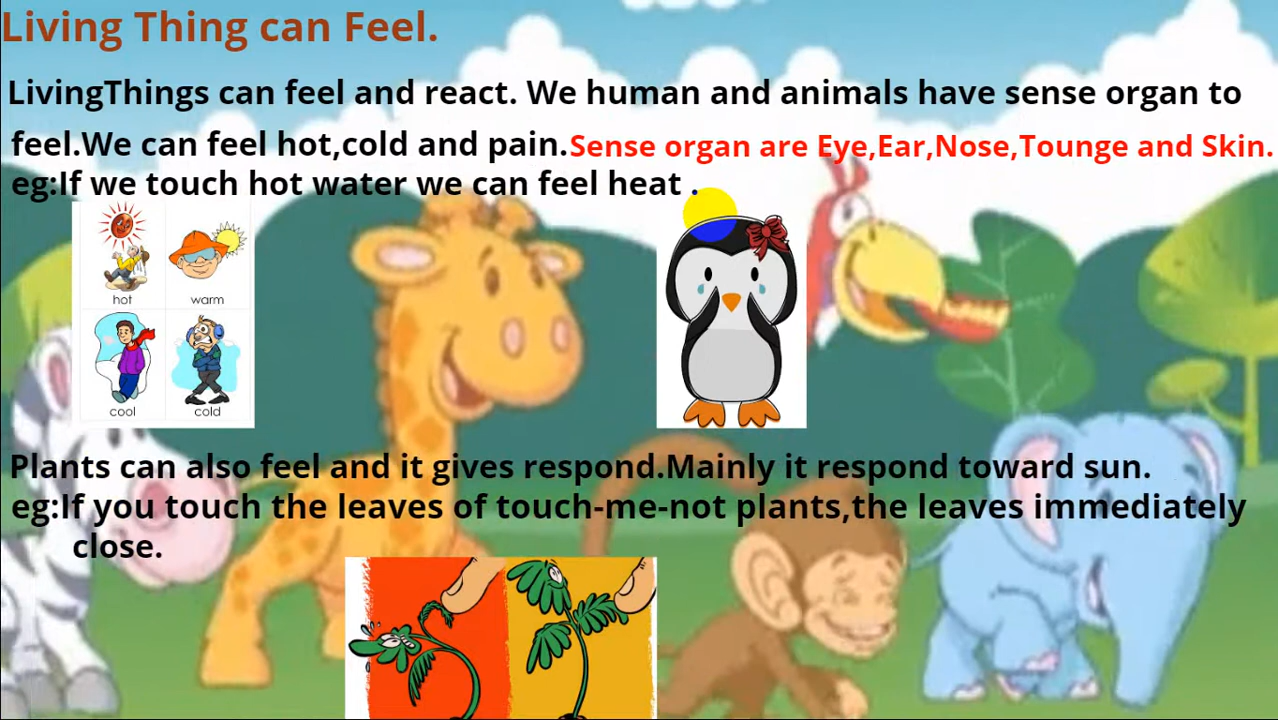 Living Thing can Feel.
LivingThings can feel and react. We human and animals have sense organ to
feel.We can feel hot,cold and pain.Sense organ are Eye,Ear,Nose,Tounge and Skin.
eg:If we touch hot water we can feel heat .
hot warm
cool cold
Plants can also feel and it gives respond.Mainly it respond toward sun.
eg:If you touch the leaves of touch-me-not plants,the leaves immediately
close.